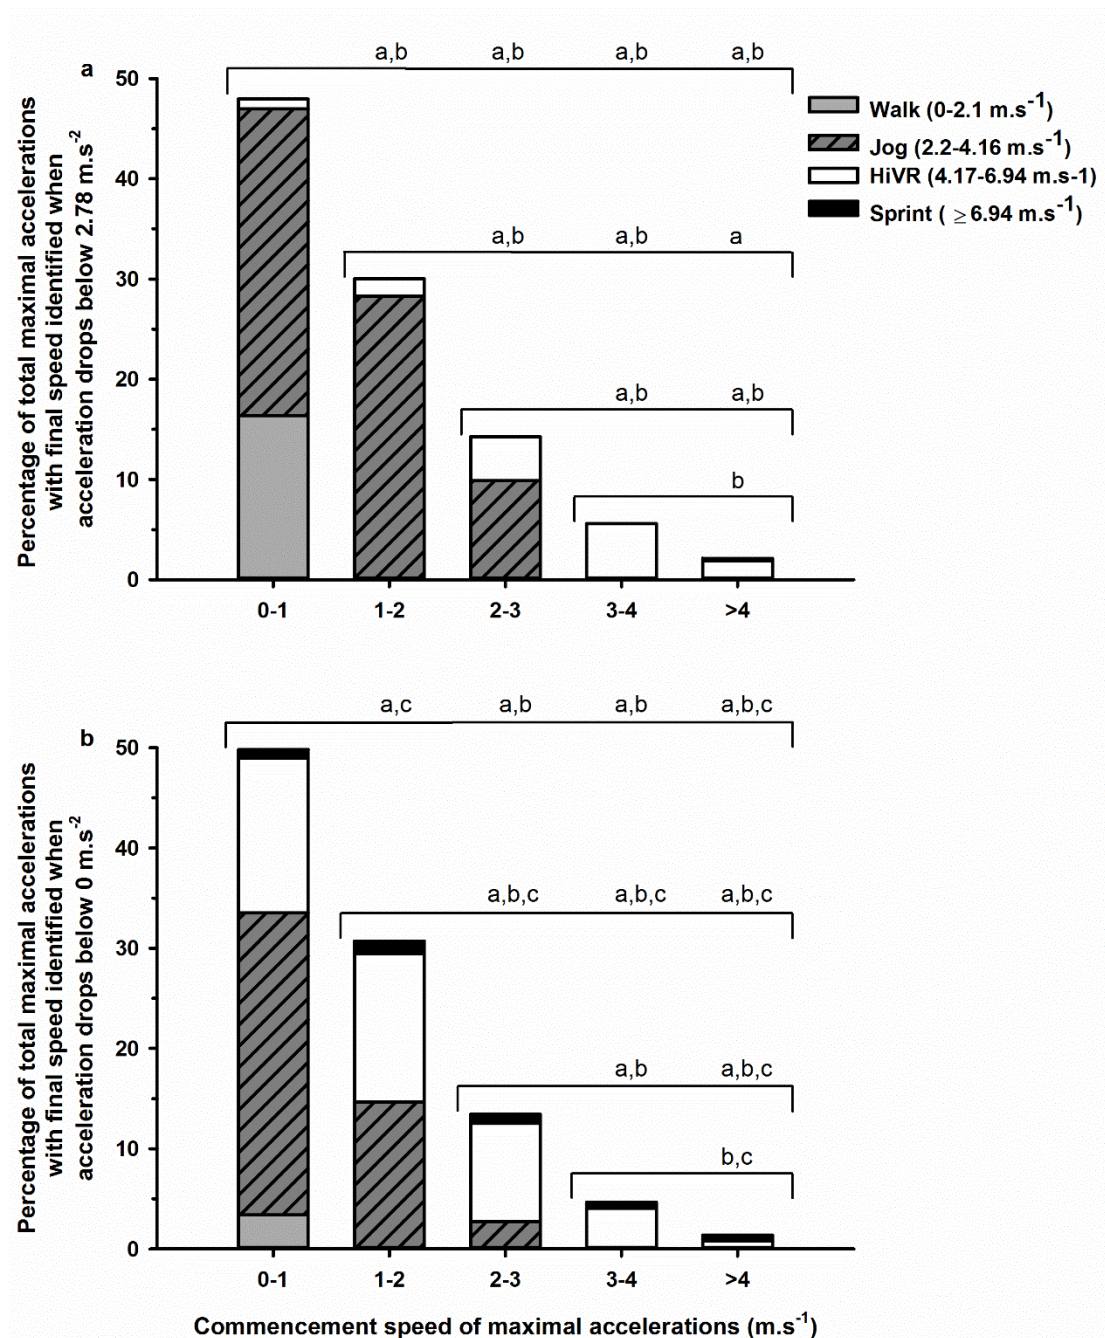 a
a,b a,b a,b a,b
Percentage of total maximal accelerations
with final speed identified when
acceleration drops below 2.78 m.s⁻²
50
40
30
20
10
0
Walk (0-2.1 m.s⁻¹)
Jog (2.2-4.16 m.s⁻¹)
HiVR (4.17-6.94 m.s-1)
Sprint ( ≥6.94 m.s⁻¹)
a,b a,b a
a,b a,b
b
0-1 1-2 2-3 3-4 >4
b
a,c a,b a,b a,b,c
Percentage of total maximal accelerations
with final speed identified when
acceleration drops below 0 m.s⁻²
50
40
30
20
10
0
a,b,c a,b,c a,b,c
a,b a,b,c
b,c
0-1 1-2 2-3 3-4 >4
Commencement speed of maximal accelerations (m.s⁻¹)